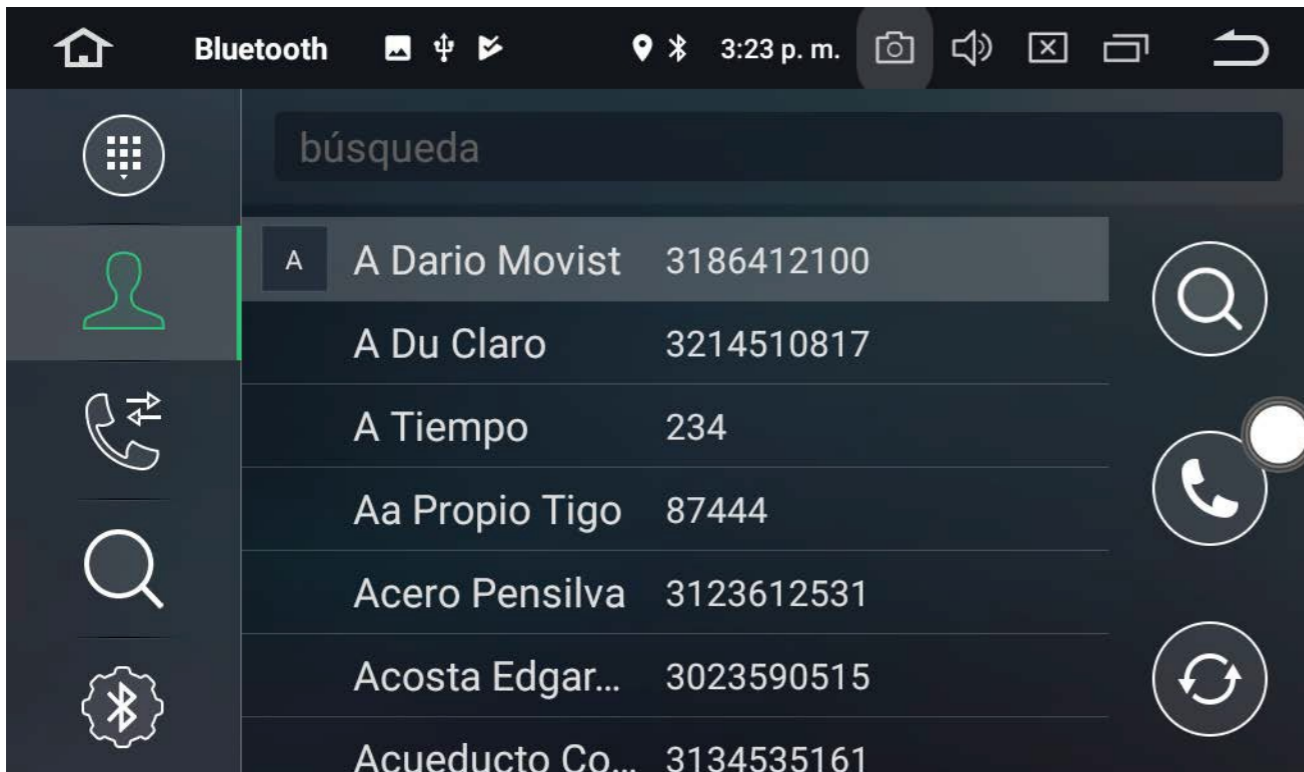 Bluetooth 3:23 p. m.
búsqueda
A A Dario Movist 3186412100
A Du Claro 3214510817
A Tiempo 234
Aa Propio Tigo 87444
Acero Pensilva 3123612531
Acosta Edgar... 3023590515
Acueducto Co... 3134535161